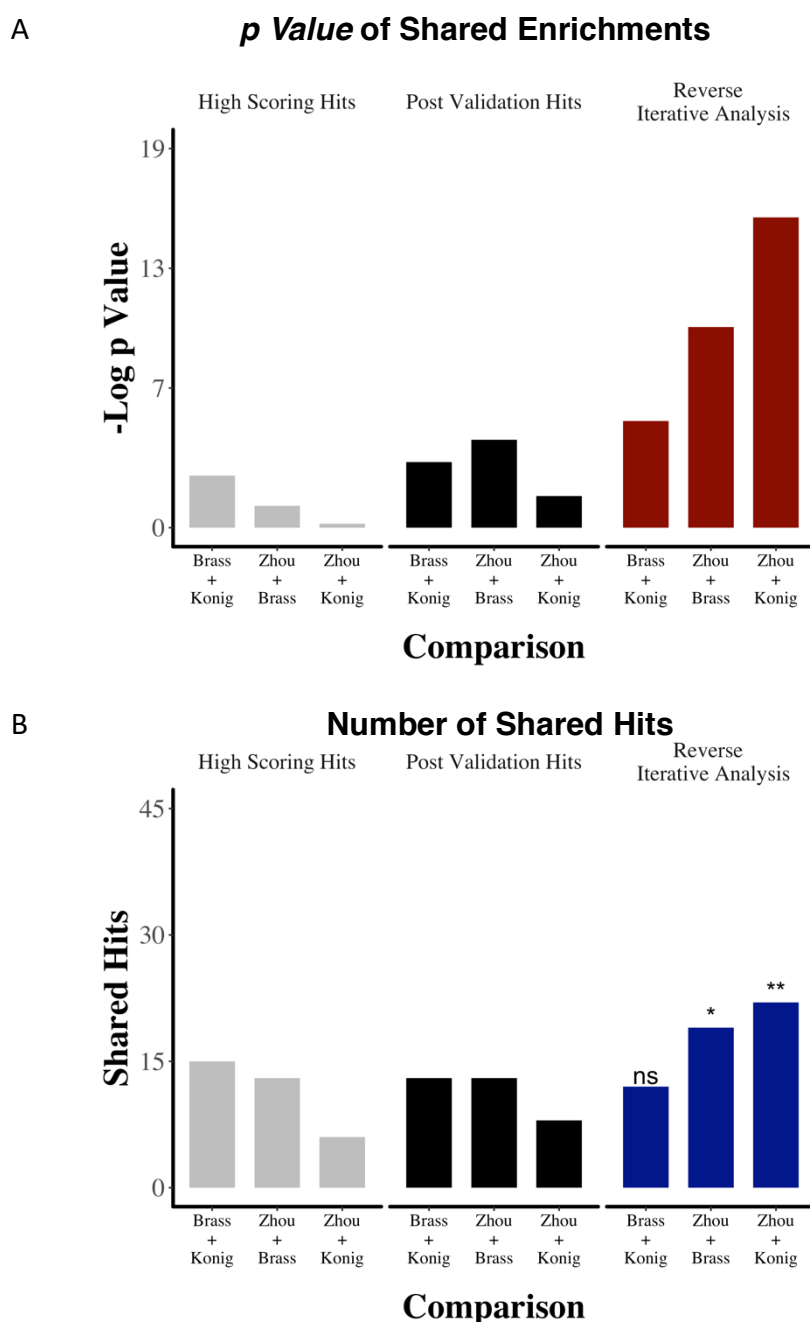 A
p Value of Shared Enrichments
High Scoring Hits
Post Validation Hits
Reverse
Iterative Analysis
19
13
7
0
-Log p Value
Brass
+
Konig
Zhou
+
Brass
Zhou
+
Konig
Brass
+
Konig
Zhou
+
Brass
Zhou
+
Konig
Brass
+
Konig
Zhou
+
Brass
Zhou
+
Konig
Comparison
B
Number of Shared Hits
High Scoring Hits
Post Validation Hits
Reverse
Iterative Analysis
45
30
15
0
Shared Hits
ns
*
**
Brass
+
Konig
Zhou
+
Brass
Zhou
+
Konig
Brass
+
Konig
Zhou
+
Brass
Zhou
+
Konig
Brass
+
Konig
Zhou
+
Brass
Zhou
+
Konig
Comparison